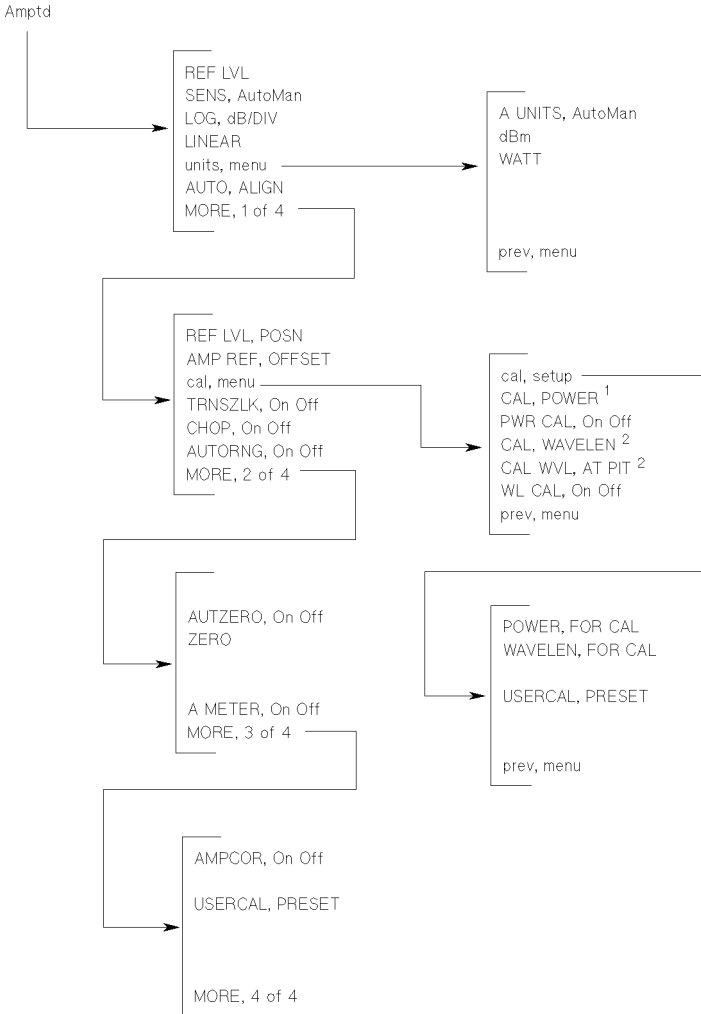 Amptd
REF LVL
SENS, AutoMan
LOG, dB/DIV
LINEAR
units, menu
AUTO, ALIGN
MORE, 1 of 4
A UNITS, AutoMan
dBm
WATT
prev, menu
REF LVL, POSN
AMP REF, OFFSET
cal, menu
TRNSZLK, On Off
CHOP, On Off
AUTORNG, On Off
MORE, 2 of 4
cal, setup
CAL, POWER 1
PWR CAL, On Off
CAL, WAVELEN 2
CAL WVL, AT PIT 2
WL CAL, On Off
prev, menu
AUTZERO, On Off
ZERO
A METER, On Off
MORE, 3 of 4
POWER, FOR CAL
WAVELEN, FOR CAL
USERCAL, PRESET
prev, menu
AMPCOR, On Off
USERCAL, PRESET
MORE, 4 of 4